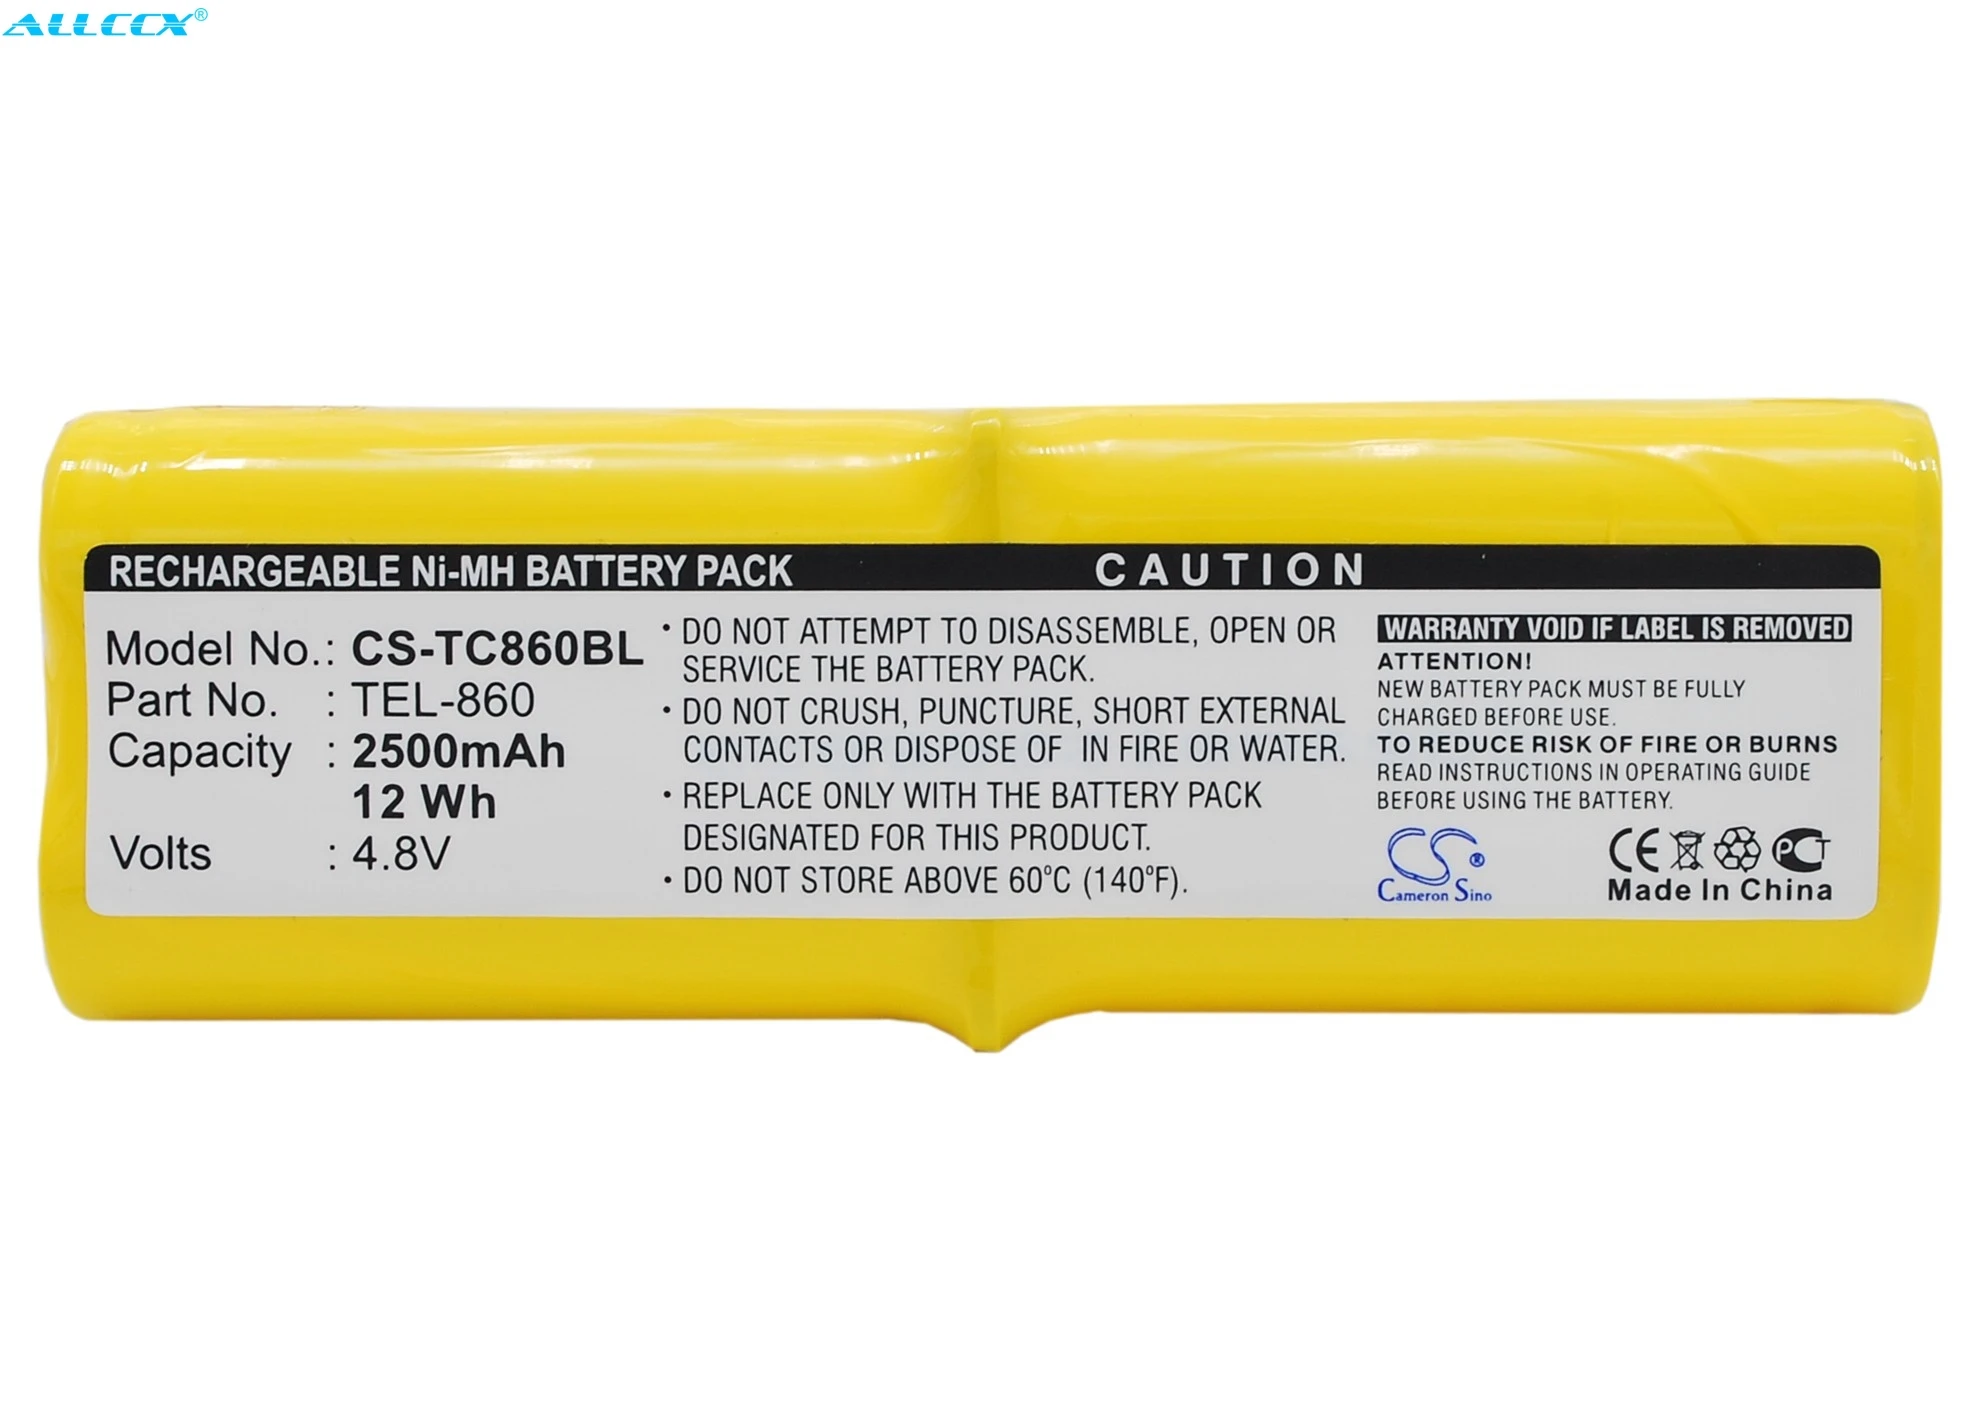 ALLCCX®
RECHARGEABLE Ni-MH BATTERY PACK
CAUTION
Model No.: CS-TC860BL
Part No. : TEL-860
Capacity : 2500mAh
12 Wh
Volts : 4.8V
• DO NOT ATTEMPT TO DISASSEMBLE, OPEN OR
SERVICE THE BATTERY PACK.
• DO NOT CRUSH, PUNCTURE, SHORT EXTERNAL
CONTACTS OR DISPOSE OF IN FIRE OR WATER.
• REPLACE ONLY WITH THE BATTERY PACK
DESIGNATED FOR THIS PRODUCT.
• DO NOT STORE ABOVE 60°C (140°F).
WARRANTY VOID IF LABEL IS REMOVED
ATTENTION!
NEW BATTERY PACK MUST BE FULLY
CHARGED BEFORE USE.
TO REDUCE RISK OF FIRE OR BURNS
READ INSTRUCTIONS IN OPERATING GUIDE
BEFORE USING THE BATTERY.
CS®
Cameron Sino
CE PCT
Made In China